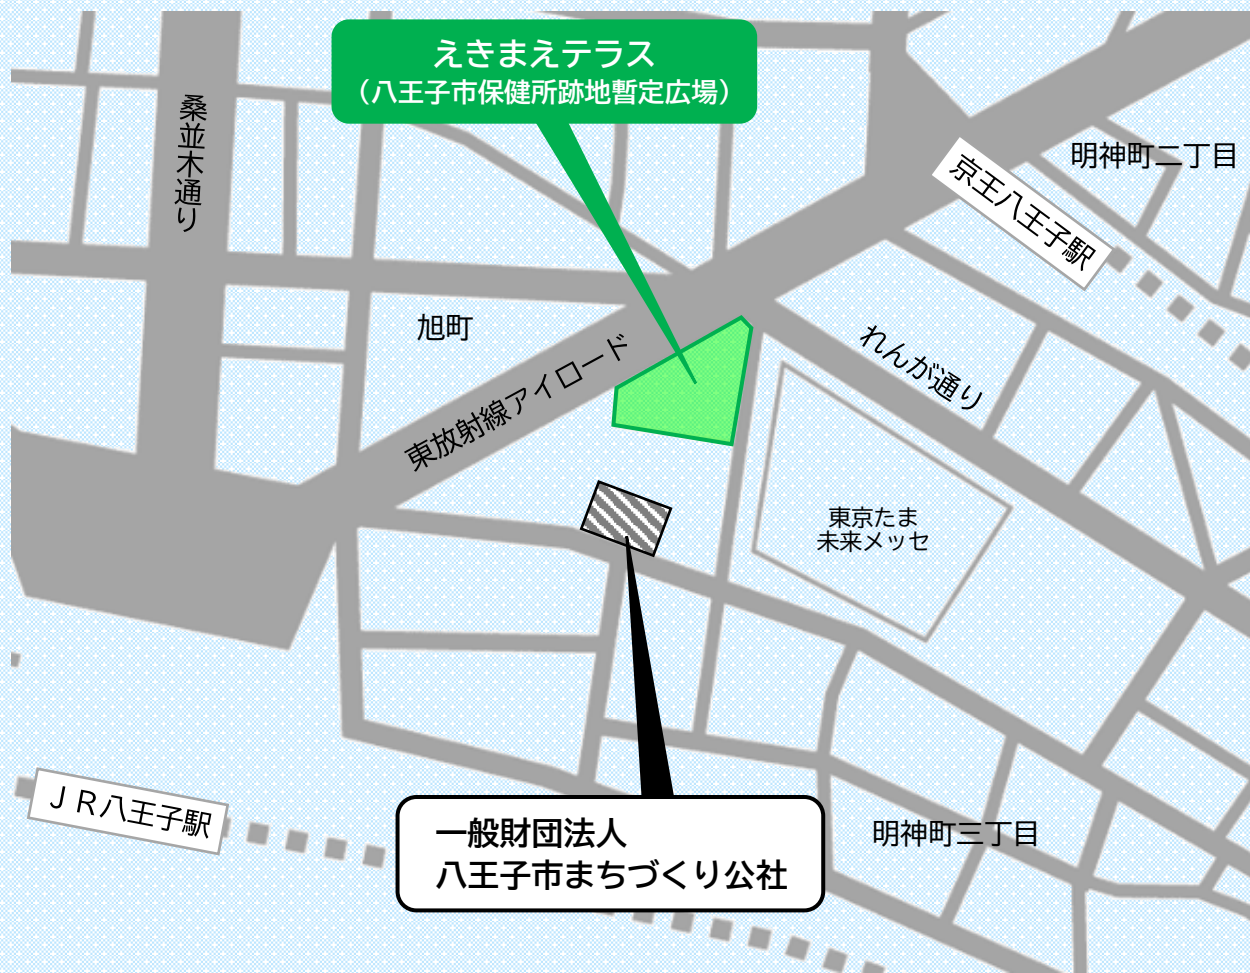 えきまえテラス
（八王子市保健所跡地暫定広場）
桑並木通り
明神町二丁目
京王八王子駅
旭町
東放射線アイロード
れんが通り
東京たま
未来メッセ
ＪＲ八王子駅
一般財団法人
八王子市まちづくり公社
明神町三丁目